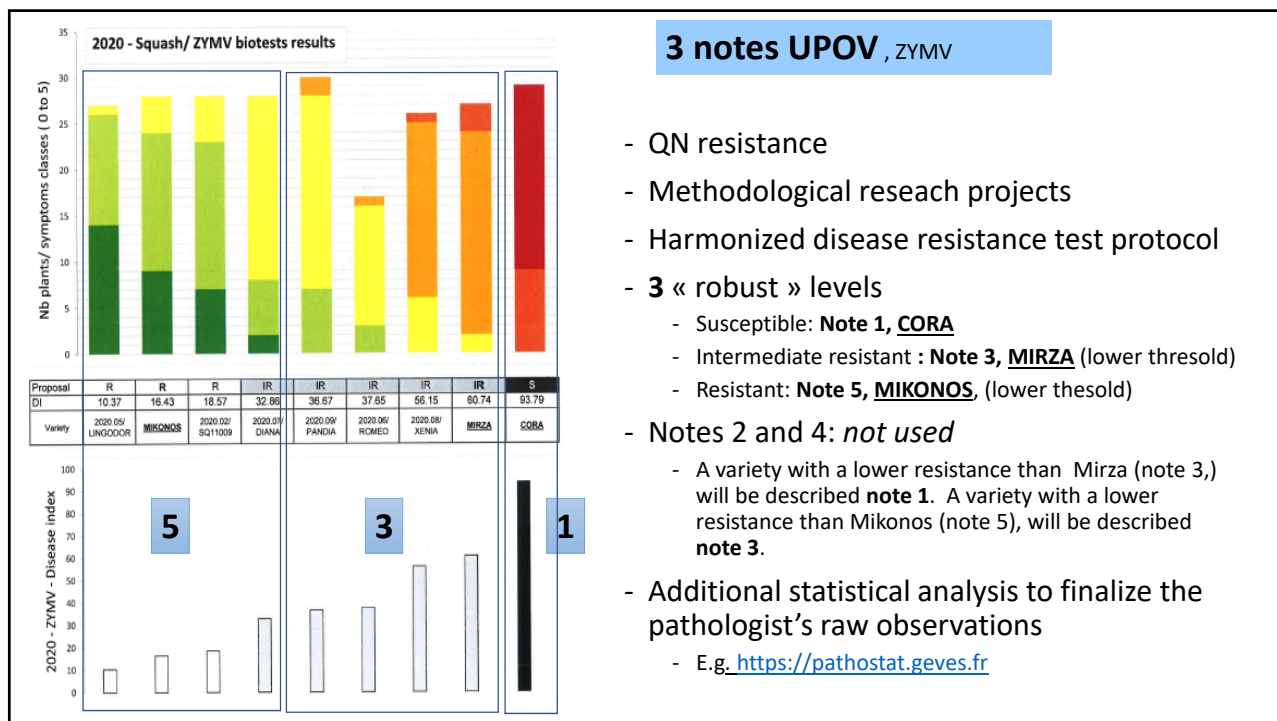 2020 - Squash/ ZYMV biotests results
Nb plants/ symptoms classes ( 0 to 5)
35
30
25
20
15
10
5
0
Proposal R R R IR IR IR IR IR S
DI 10.37 16.43 18.57 32.86 36.67 37.65 56.15 60.74 93.79
Variety 2020.05/ LINGODOR MIKONOS 2020.02/ SQ11009 2020.07/ DIANA 2020.09/ PANDIA 2020.06/ ROMEO 2020.08/ XENIA MIRZA CORA
2020 - ZYMV - Disease index
100
90
80
70
60
50
40
30
20
10
0
5
3
1
3 notes UPOV , ZYMV
- QN resistance
- Methodological reseach projects
- Harmonized disease resistance test protocol
- 3 « robust » levels
- Susceptible: Note 1, CORA
- Intermediate resistant : Note 3, MIRZA (lower thresold)
- Resistant: Note 5, MIKONOS, (lower thesold)
- Notes 2 and 4: not used
- A variety with a lower resistance than Mirza (note 3,)
will be described note 1. A variety with a lower
resistance than Mikonos (note 5), will be described
note 3.
- Additional statistical analysis to finalize the
pathologist’s raw observations
- E.g. https://pathostat.geves.fr